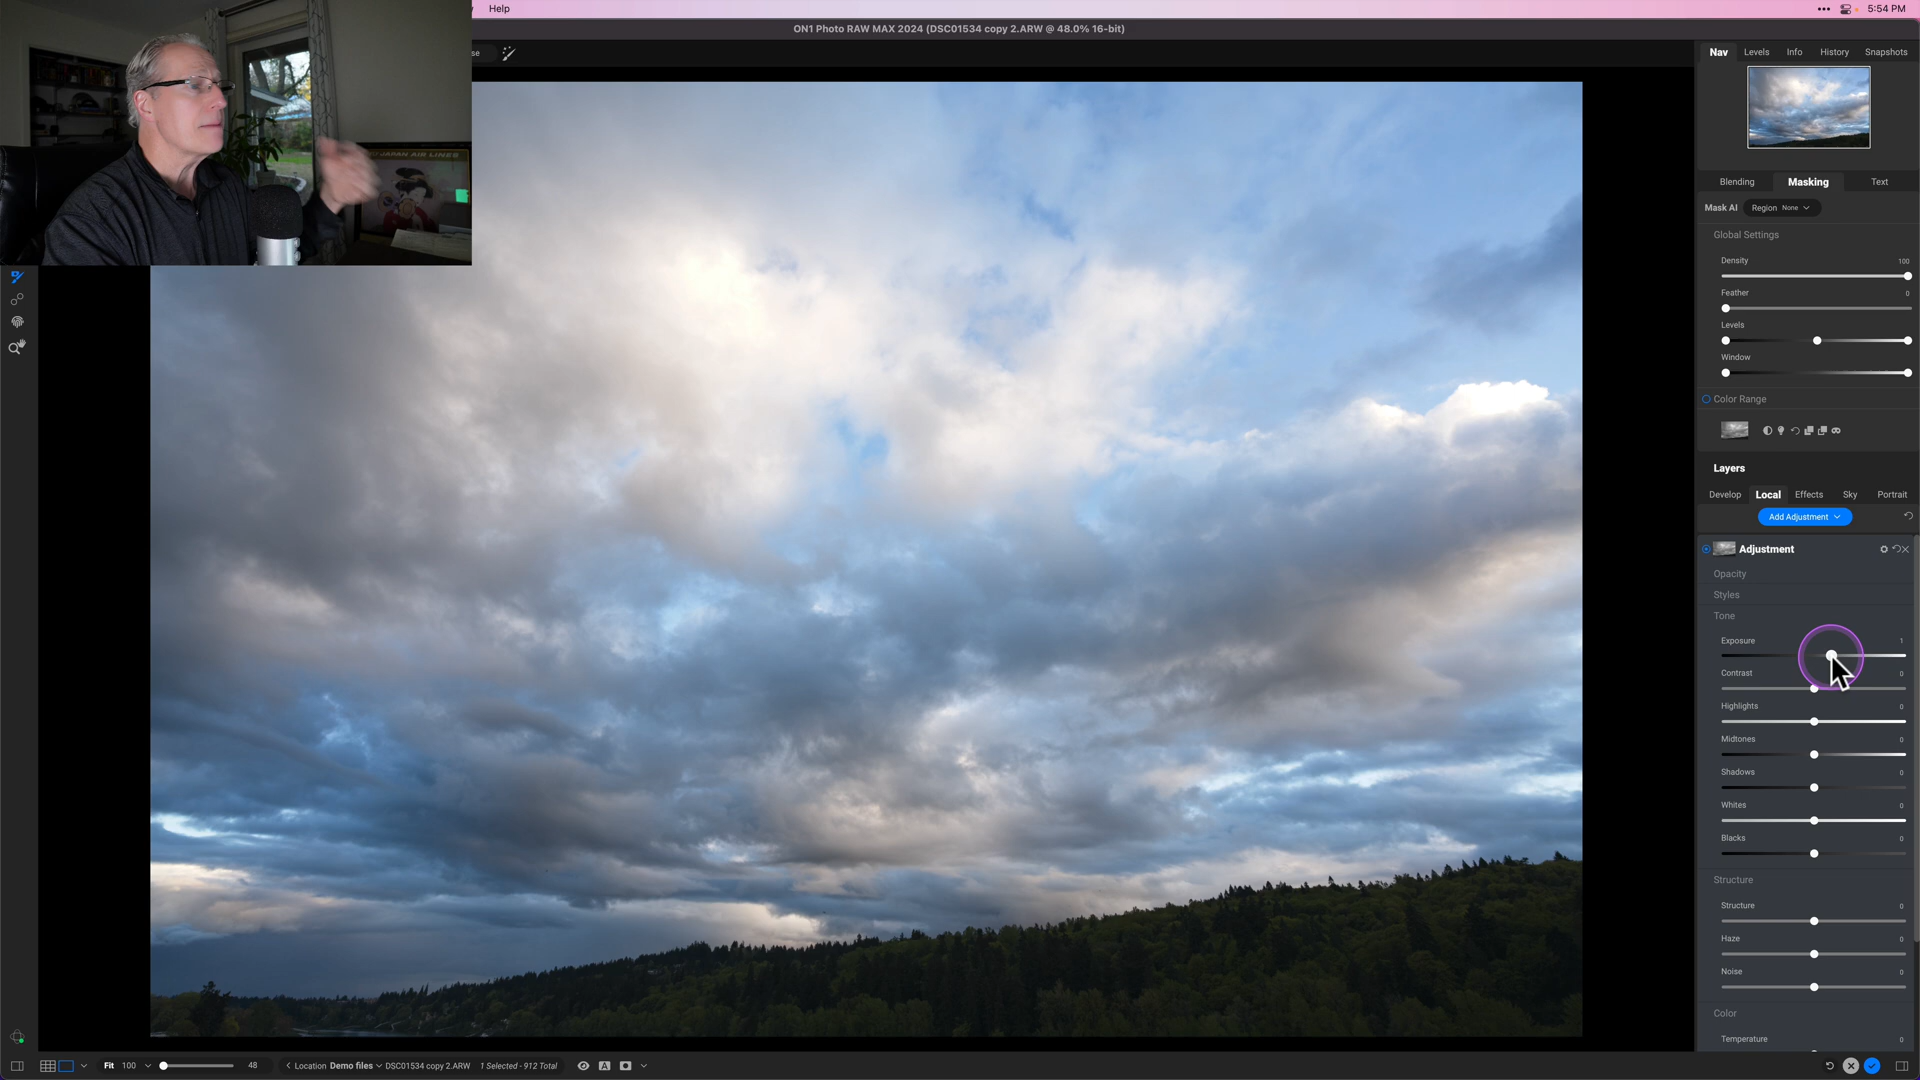 Help
5:54 PM
ON1 Photo RAW MAX 2024 (DSC01534 copy 2.ARW @ 48.0% 16-bit)
se
JAPAN AIR LINES
Nav Levels Info History Snapshots
Blending Masking Text
Mask AI Region None
Global Settings
Density 100
Feather 0
Levels
Window
Color Range
Layers
Develop Local Effects Sky Portrait
Add Adjustment
Adjustment
Opacity
Styles
Tone
Exposure 1
Contrast 0
Highlights 0
Midtones 0
Shadows 0
Whites 0
Blacks 0
Structure
Structure 0
Haze 0
Noise 0
Color
Temperature
Fit 100 48 Location Demo files DSC01534 copy 2.ARW 1 Selected - 912 Total A